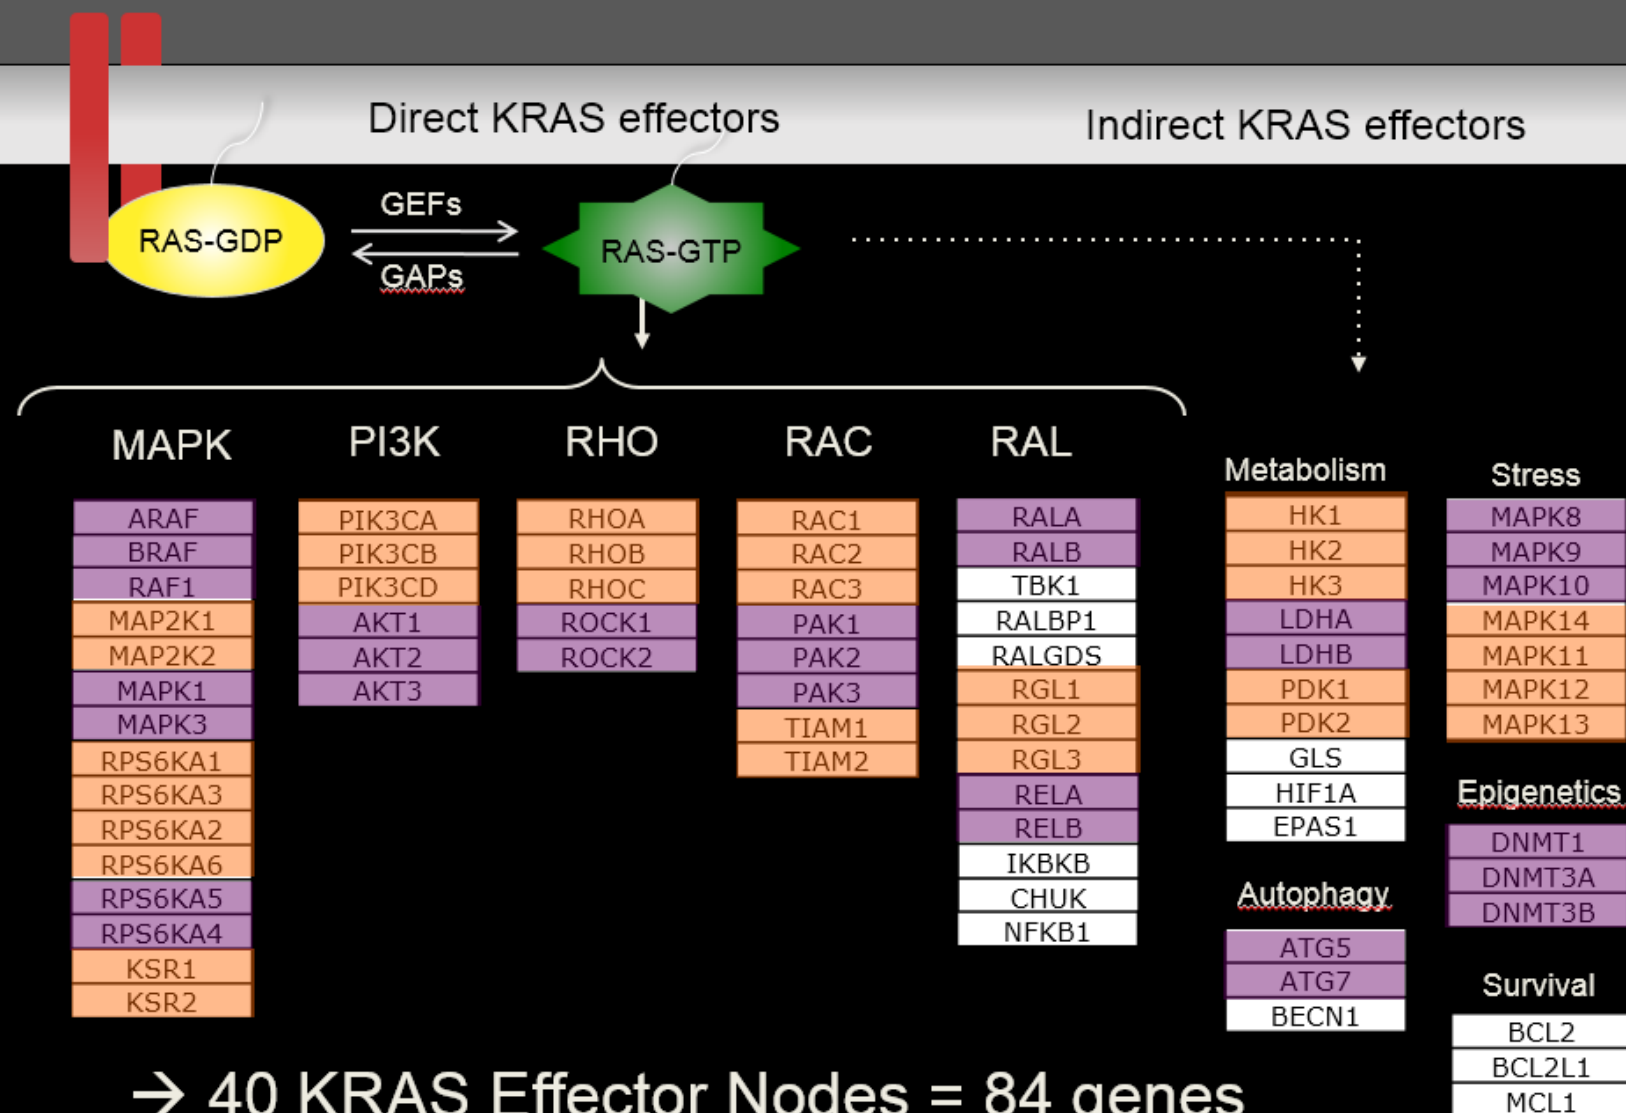 Direct KRAS effectors
Indirect KRAS effectors
RAS-GDP
GEFs
GAPs
RAS-GTP
MAPK
ARAF
BRAF
RAF1
MAP2K1
MAP2K2
MAPK1
MAPK3
RPS6KA1
RPS6KA3
RPS6KA2
RPS6KA6
RPS6KA5
RPS6KA4
KSR1
KSR2
PI3K
PIK3CA
PIK3CB
PIK3CD
AKT1
AKT2
AKT3
RHO
RHOA
RHOB
RHOC
ROCK1
ROCK2
RAC
RAC1
RAC2
RAC3
PAK1
PAK2
PAK3
TIAM1
TIAM2
RAL
RALA
RALB
TBK1
RALBP1
RALGDS
RGL1
RGL2
RGL3
RELA
RELB
IKBKB
CHUK
NFKB1
Metabolism
HK1
HK2
HK3
LDHA
LDHB
PDK1
PDK2
GLS
HIF1A
EPAS1
Autophagy
ATG5
ATG7
BECN1
Stress
MAPK8
MAPK9
MAPK10
MAPK14
MAPK11
MAPK12
MAPK13
Epigenetics
DNMT1
DNMT3A
DNMT3B
Survival
BCL2
BCL2L1
MCL1
→ 40 KRAS Effector Nodes = 84 genes